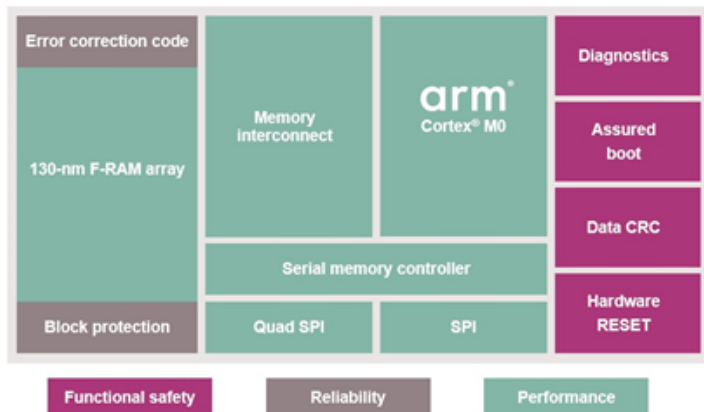 Error correction code
130-nm F-RAM array
Block protection
Memory
interconnect
arm®
Cortex® M0
Serial memory controller
Quad SPI
SPI
Diagnostics
Assured
boot
Data CRC
Hardware
RESET
Functional safety
Reliability
Performance